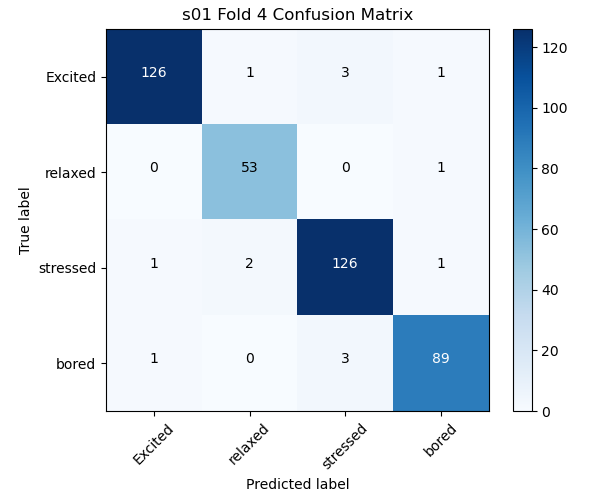 s01 Fold 4 Confusion Matrix
True label
Excited 126 1 3 1
relaxed 0 53 0 1
stressed 1 2 126 1
bored 1 0 3 89
Excited relaxed stressed bored
Predicted label
120
100
80
60
40
20
0